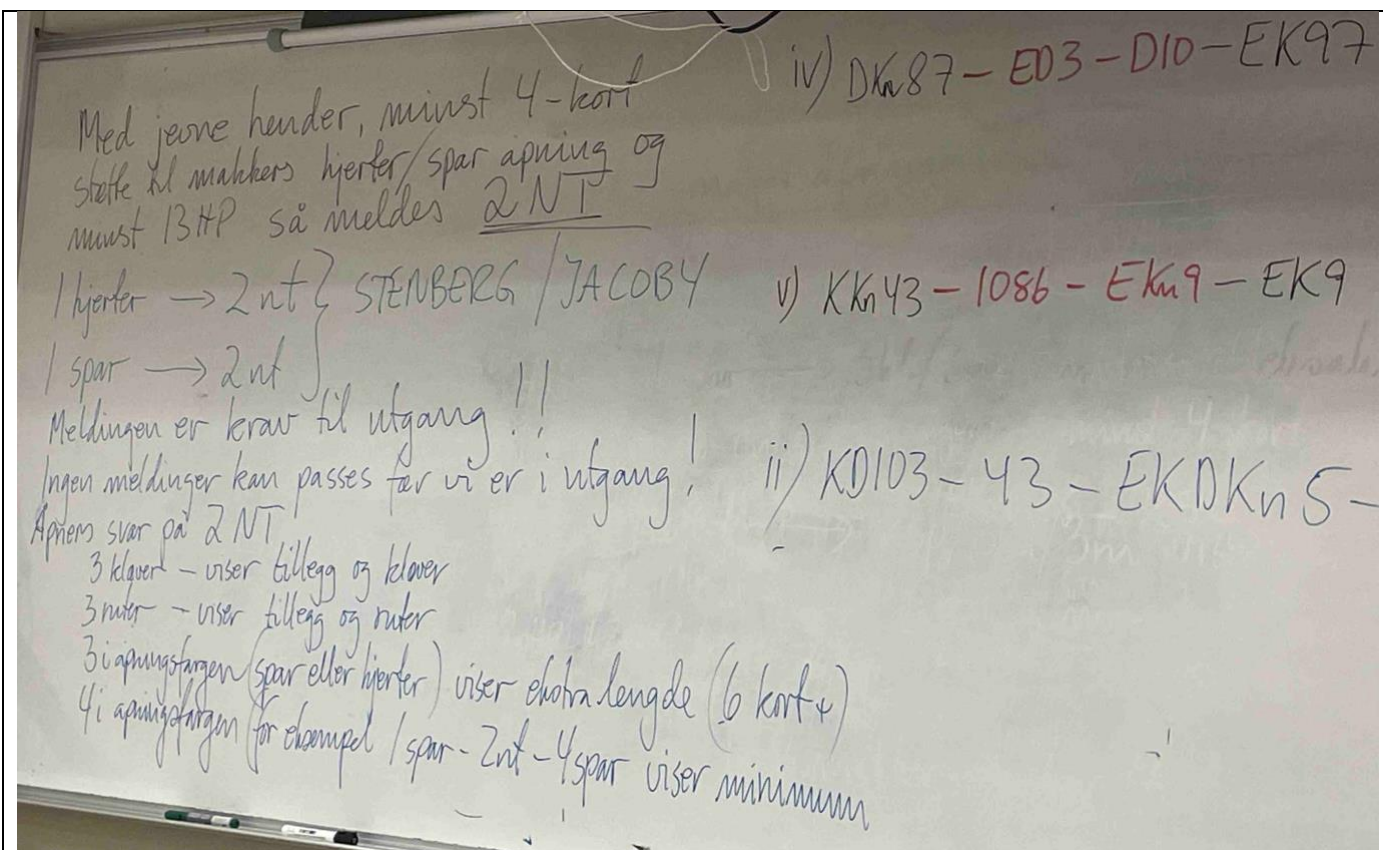 Med jevne hender, minst 4-kort
støtte til makkers hjerter/spar åpning og
minst 13HP så meldes 2NT
1 hjerter → 2nt } STENBERG/JACOBY
1 spar → 2nt
Meldingen er krav til utgang!!
Ingen meldinger kan passes før vi er i utgang!
Åpners svar på 2NT
3 kløver - viser tillegg og kløver
3 ruter - viser tillegg og ruter
3 i åpningsfargen (spar eller hjerter) viser ekstra lengde (6 kort+)
4 i åpningsfargen (for eksempel 1 spar - 2nt - 4 spar viser minimum
iv) DKn87 - ED3 - D10 - EK97
v) KKn43 - 1086 - EKn9 - EK9
ii) KD103 - 43 - EKDKn5 -